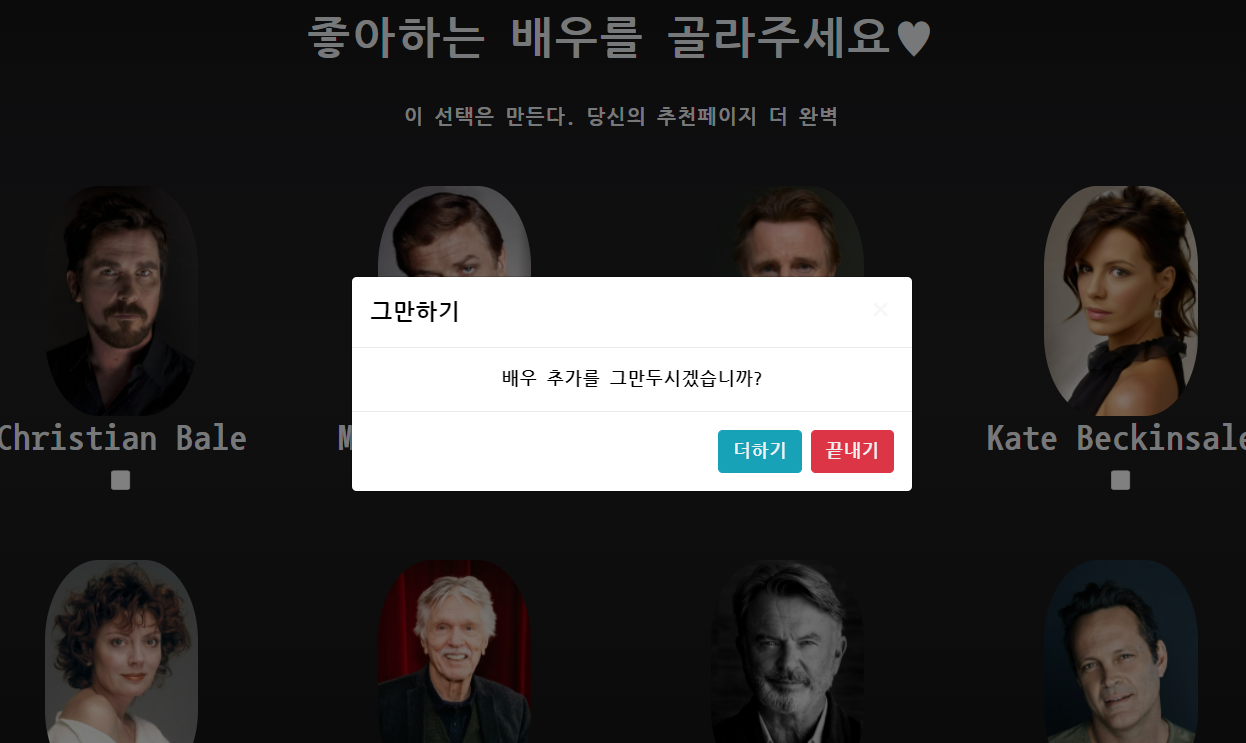 좋아하는 배우를 골라주세요♥
이 선택은 만든다. 당신의 추천페이지 더 완벽
그만하기 ×
배우 추가를 그만두시겠습니까?
더하기 끝내기
Christian Bale
Kate Beckinsale